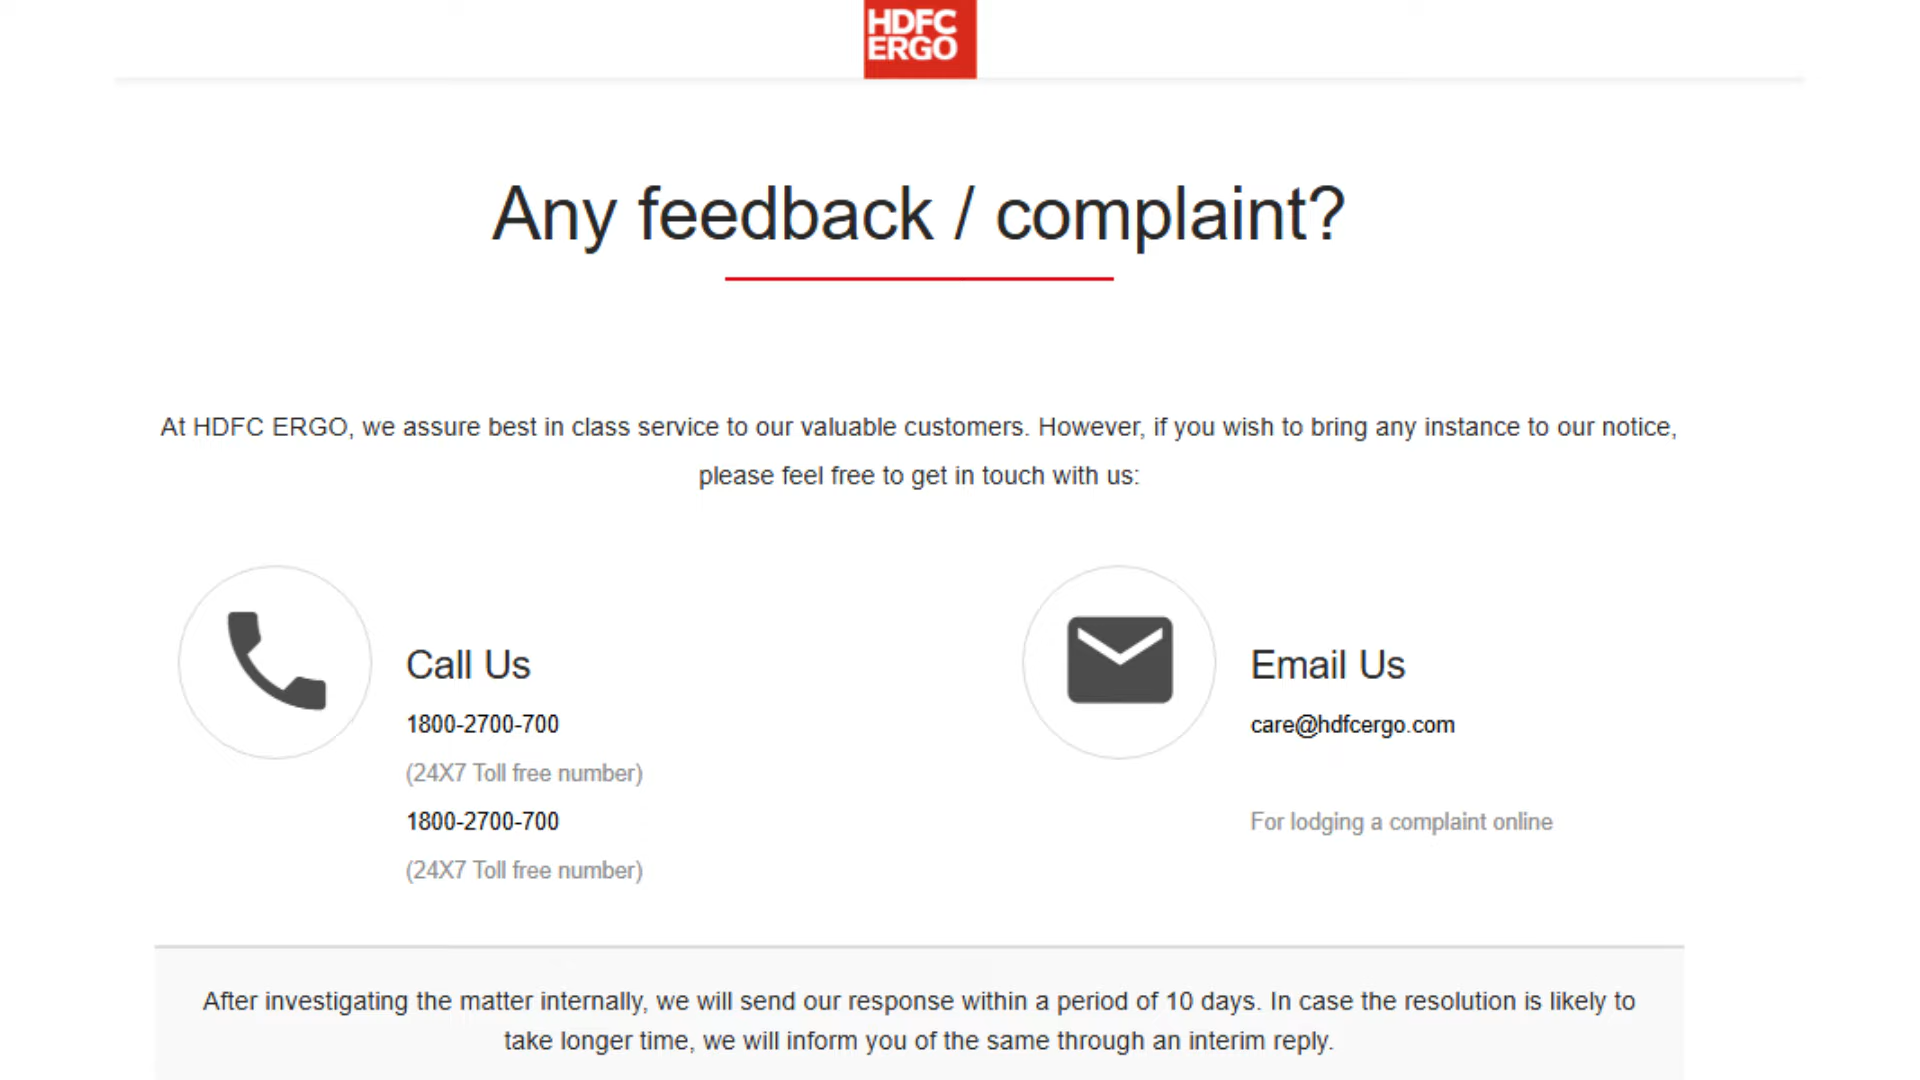 HDFC
ERGO
Any feedback / complaint?
At HDFC ERGO, we assure best in class service to our valuable customers. However, if you wish to bring any instance to our notice,
please feel free to get in touch with us:
Call Us
1800-2700-700
(24X7 Toll free number)
1800-2700-700
(24X7 Toll free number)
Email Us
care@hdfcergo.com
For lodging a complaint online
After investigating the matter internally, we will send our response within a period of 10 days. In case the resolution is likely to
take longer time, we will inform you of the same through an interim reply.